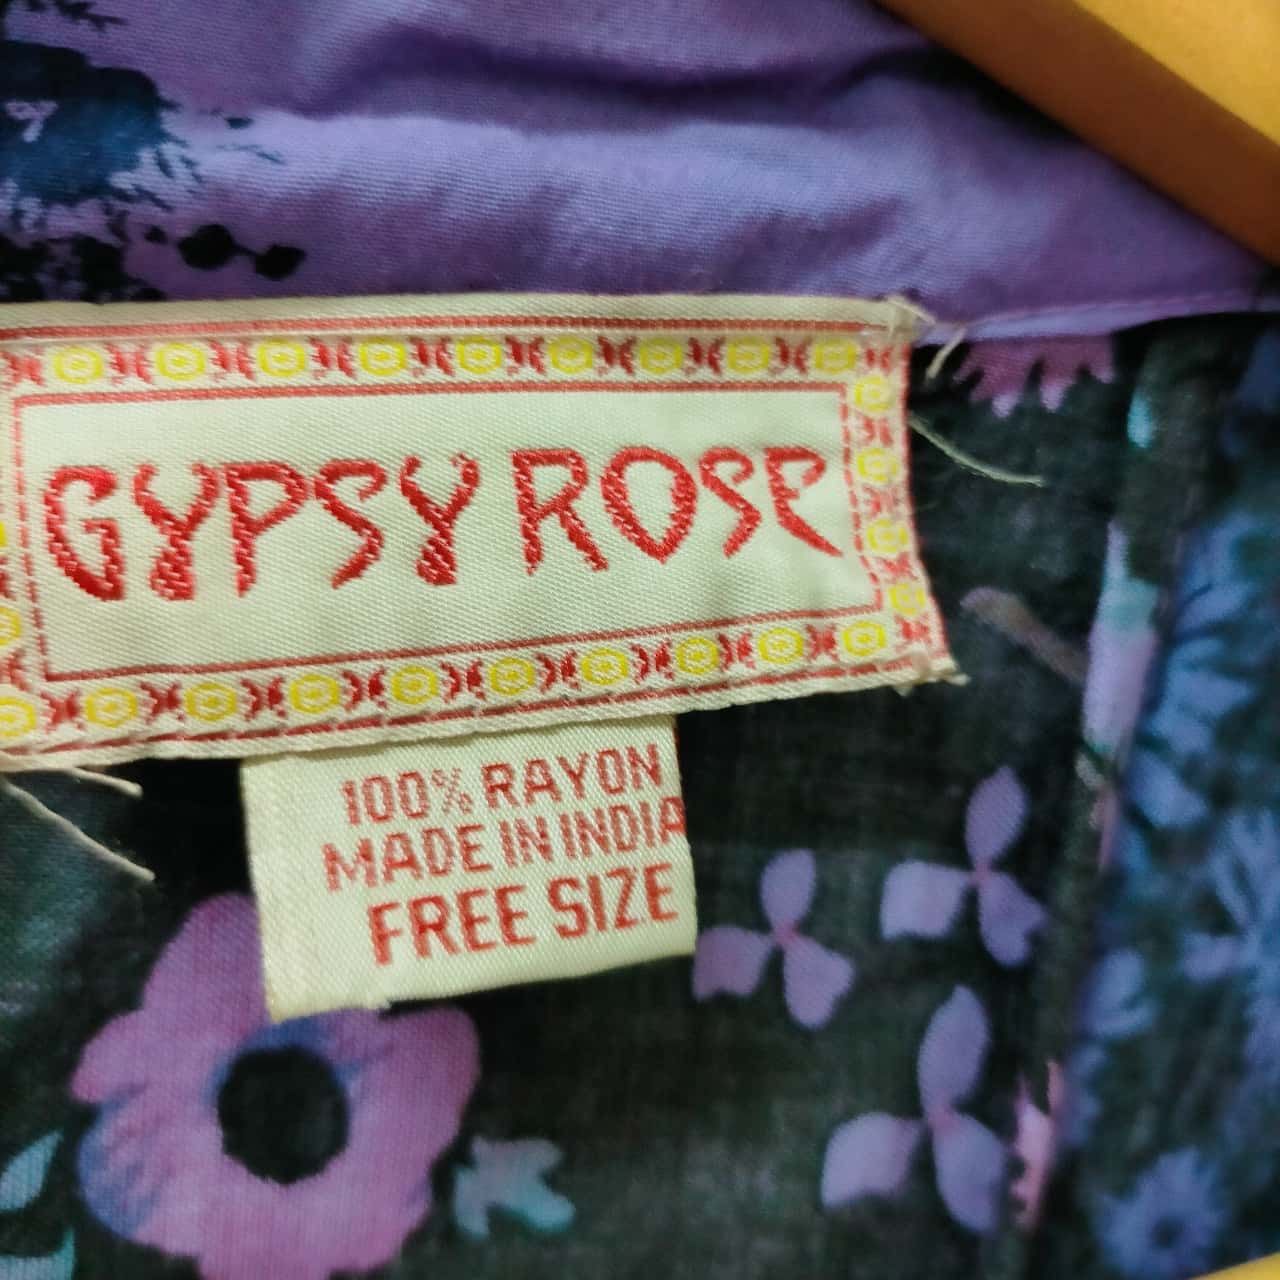 GYPSY ROSE
100% RAYON
MADE IN INDIA
FREE SIZE